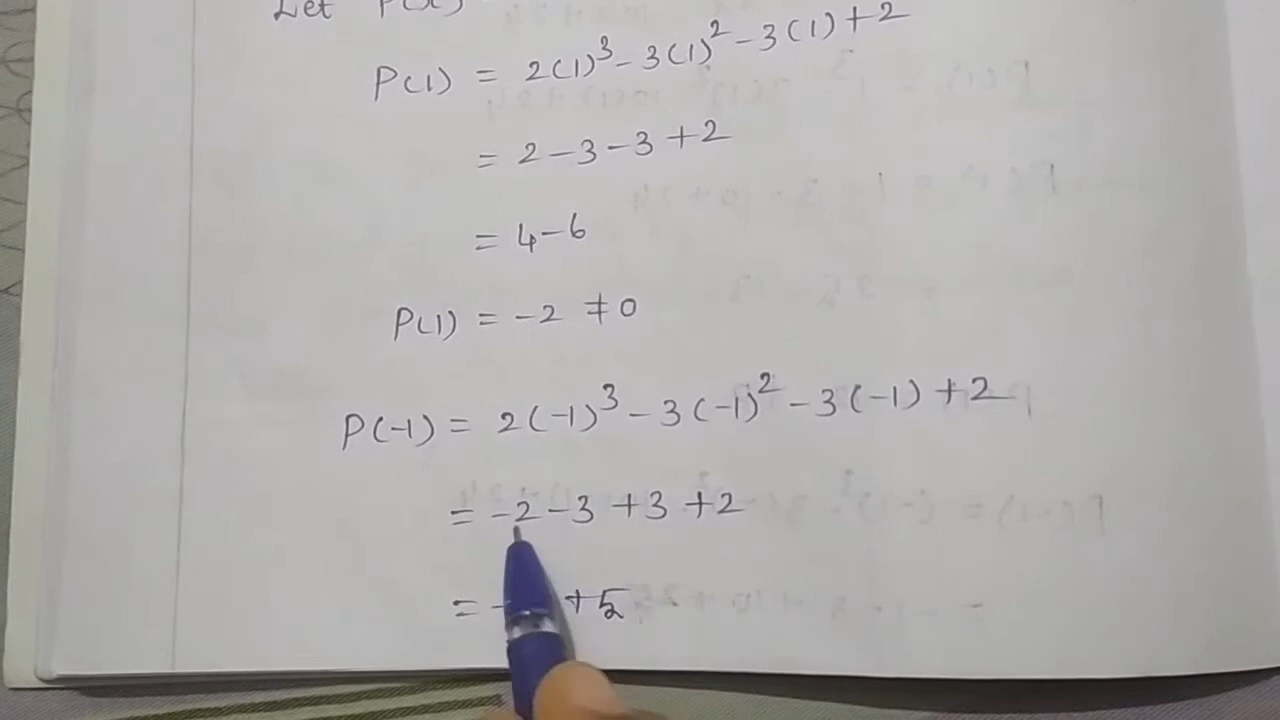 Let P(x)
P(1) = 2(1)³ - 3(1)² - 3(1) + 2
= 2 - 3 - 3 + 2
= 4 - 6
P(1) = -2 ≠ 0
P(-1) = 2(-1)³ - 3(-1)² - 3(-1) + 2
= -2 - 3 + 3 + 2
= - + 5